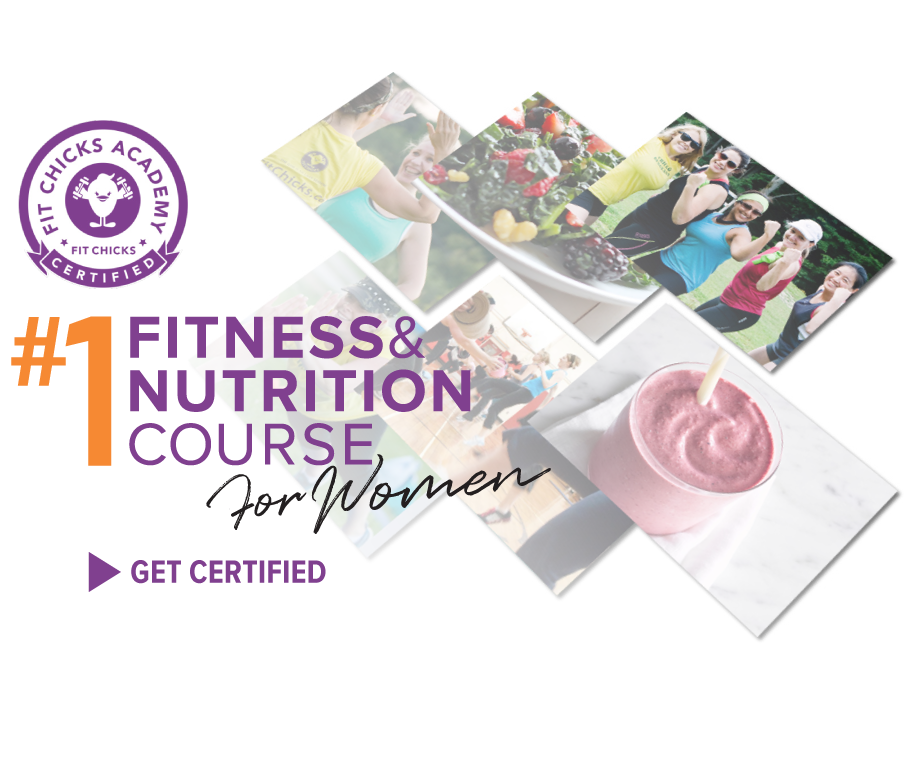 FIT CHICKS ACADEMY
FIT CHICKS
CERTIFIED
#1 FITNESS&
NUTRITION
COURSE
For Women
GET CERTIFIED